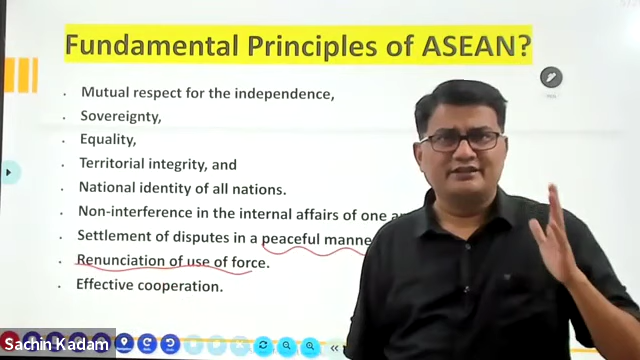 Fundamental Principles of ASEAN?
Mutual respect for the independence,
Sovereignty,
Equality,
Territorial integrity, and
National identity of all nations.
Non-interference in the internal affairs of one
Settlement of disputes in a peaceful manne
Renunciation of use of force.
Effective cooperation.
Sachin Kadam